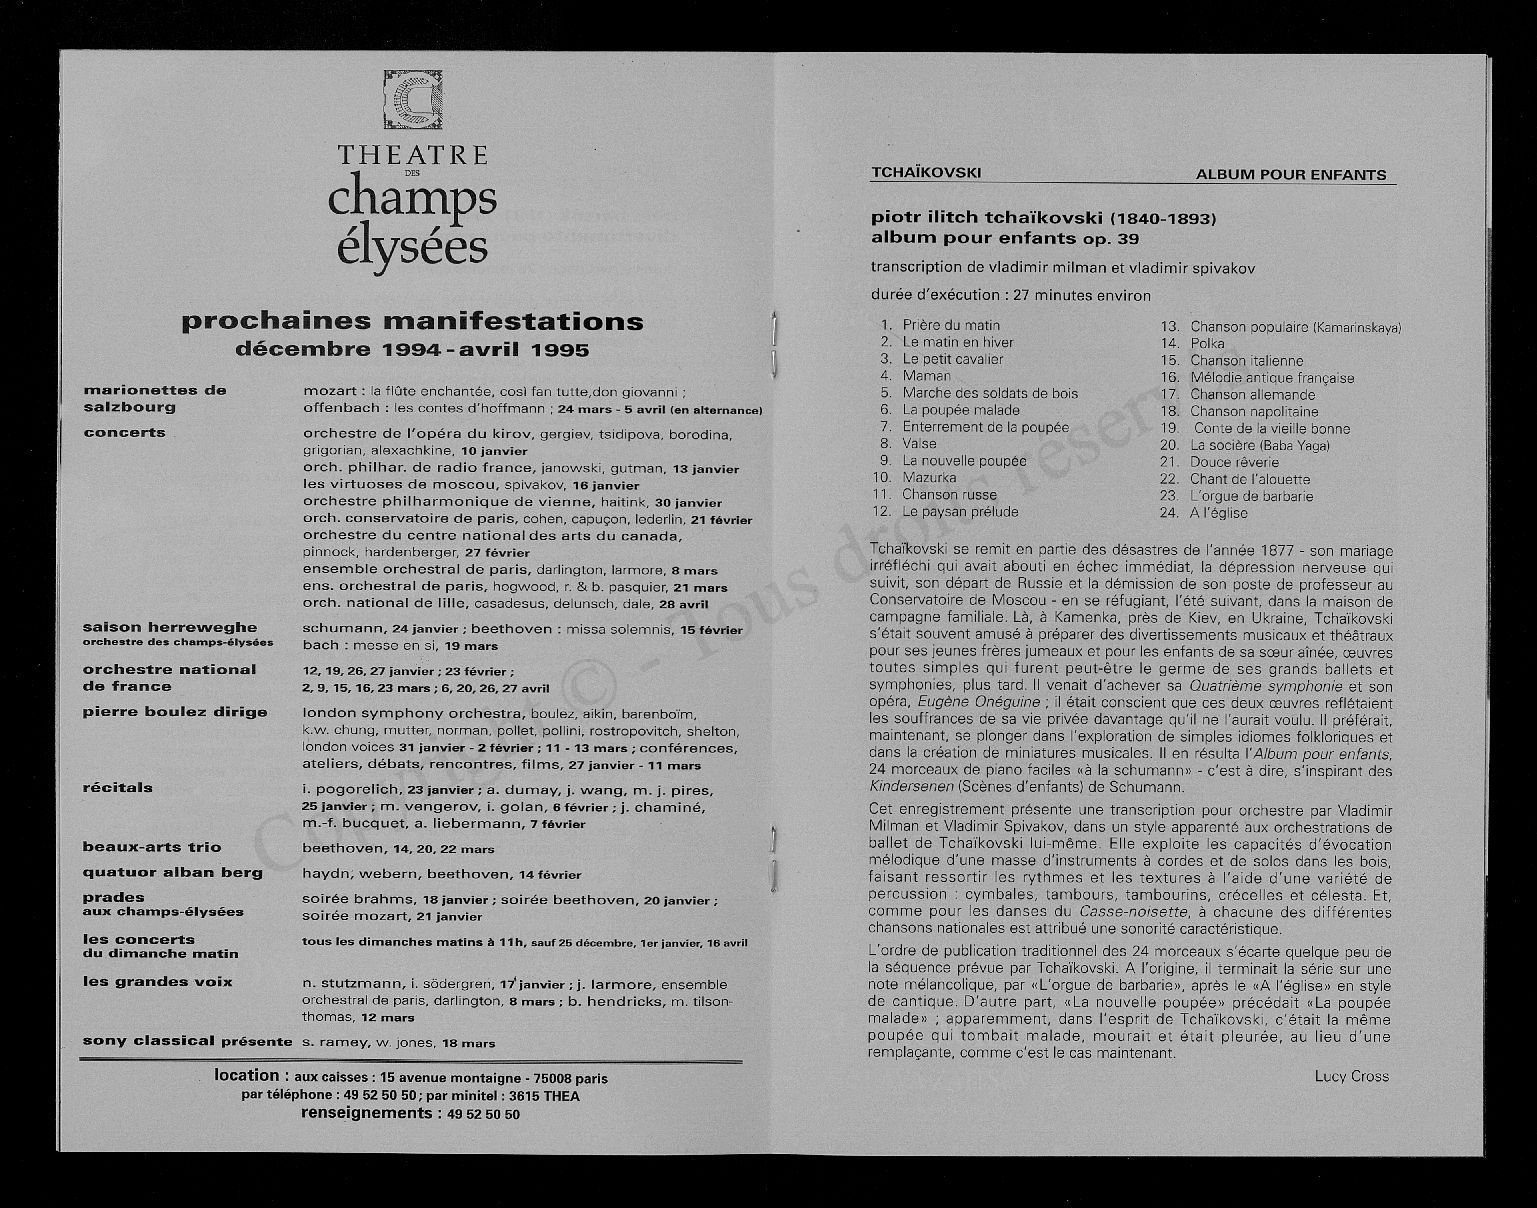 THEATRE
DES
champs
élysées
prochaines manifestations
décembre 1994 - avril 1995
marionettes de mozart : la flûte enchantée, così fan tutte,don giovanni ;
salzbourg offenbach : les contes d'hoffmann ; 24 mars - 5 avril (en alternance)
concerts orchestre de l'opéra du kirov, gergiev, tsidipova, borodina,
grigorian, alexachkine, 10 janvier
orch. philhar. de radio france, janowski, gutman, 13 janvier
les virtuoses de moscou, spivakov, 16 janvier
orchestre philharmonique de vienne, haitink, 30 janvier
orch. conservatoire de paris, cohen, capuçon, lederlin, 21 février
orchestre du centre national des arts du canada,
pinnock, hardenberger, 27 février
ensemble orchestral de paris, darlington, larmore, 8 mars
ens. orchestral de paris, hogwood, r. & b. pasquier, 21 mars
orch. national de lille, casadesus, delunsch, dale, 28 avril
saison herreweghe schumann, 24 janvier ; beethoven : missa solemnis, 15 février
orchestre des champs-élysées bach : messe en si, 19 mars
orchestre national 12, 19, 26, 27 janvier ; 23 février ;
de france 2, 9, 15, 16, 23 mars ; 6, 20, 26, 27 avril
pierre boulez dirige london symphony orchestra, boulez, aikin, barenboïm,
k.w. chung, mutter, norman, pollet, pollini, rostropovitch, shelton,
london voices 31 janvier - 2 février ; 11 - 13 mars ; conférences,
ateliers, débats, rencontres, films, 27 janvier - 11 mars
récitals i. pogorelich, 23 janvier ; a. dumay, j. wang, m. j. pires,
25 janvier ; m. vengerov, i. golan, 6 février ; j. chaminé,
m.-f. bucquet, a. liebermann, 7 février
beaux-arts trio beethoven, 14, 20, 22 mars
quatuor alban berg haydn, webern, beethoven, 14 février
prades soirée brahms, 18 janvier ; soirée beethoven, 20 janvier ;
aux champs-élysées soirée mozart, 21 janvier
les concerts tous les dimanches matins à 11h, sauf 25 décembre, 1er janvier, 16 avril
du dimanche matin
les grandes voix n. stutzmann, i. södergren, 17 janvier ; j. larmore, ensemble
orchestral de paris, darlington, 8 mars ; b. hendricks, m. tilson-
thomas, 12 mars
sony classical présente s. ramey, w. jones, 18 mars
location : aux caisses : 15 avenue montaigne - 75008 paris
par téléphone : 49 52 50 50 ; par minitel : 3615 THEA
renseignements : 49 52 50 50
TCHAÏKOVSKI ALBUM POUR ENFANTS
piotr ilitch tchaïkovski (1840-1893)
album pour enfants op. 39
transcription de vladimir milman et vladimir spivakov
durée d'exécution : 27 minutes environ
1. Prière du matin
2. Le matin en hiver
3. Le petit cavalier
4. Maman
5. Marche des soldats de bois
6. La poupée malade
7. Enterrement de la poupée
8. Valse
9. La nouvelle poupée
10. Mazurka
11. Chanson russe
12. Le paysan prélude
13. Chanson populaire (Kamarinskaya)
14. Polka
15. Chanson italienne
16. Mélodie antique française
17. Chanson allemande
18. Chanson napolitaine
19. Conte de la vieille bonne
20. La socière (Baba Yaga)
21. Douce rêverie
22. Chant de l'alouette
23. L'orgue de barbarie
24. A l'église
Tchaïkovski se remit en partie des désastres de l'année 1877 - son mariage
irréfléchi qui avait abouti en échec immédiat, la dépression nerveuse qui
suivit, son départ de Russie et la démission de son poste de professeur au
Conservatoire de Moscou - en se réfugiant, l'été suivant, dans la maison de
campagne familiale. Là, à Kamenka, près de Kiev, en Ukraine, Tchaïkovski
s'était souvent amusé à préparer des divertissements musicaux et théâtraux
pour ses jeunes frères jumeaux et pour les enfants de sa sœur aînée, œuvres
toutes simples qui furent peut-être le germe de ses grands ballets et
symphonies, plus tard. Il venait d'achever sa Quatrième symphonie et son
opéra, Eugène Onéguine ; il était conscient que ces deux œuvres reflétaient
les souffrances de sa vie privée davantage qu'il ne l'aurait voulu. Il préférait,
maintenant, se plonger dans l'exploration de simples idiomes folkloriques et
dans la création de miniatures musicales. Il en résulta l'Album pour enfants,
24 morceaux de piano faciles «à la schumann» - c'est à dire, s'inspirant des
Kindersenen (Scènes d'enfants) de Schumann.
Cet enregistrement présente une transcription pour orchestre par Vladimir
Milman et Vladimir Spivakov, dans un style apparenté aux orchestrations de
ballet de Tchaïkovski lui-même. Elle exploite les capacités d'évocation
mélodique d'une masse d'instruments à cordes et de solos dans les bois,
faisant ressortir les rythmes et les textures à l'aide d'une variété de
percussion : cymbales, tambours, tambourins, crécelles et célesta. Et,
comme pour les danses du Casse-noisette, à chacune des différentes
chansons nationales est attribué une sonorité caractéristique.
L'ordre de publication traditionnel des 24 morceaux s'écarte quelque peu de
la séquence prévue par Tchaïkovski. A l'origine, il terminait la série sur une
note mélancolique, par «L'orgue de barbarie», après le «A l'église» en style
de cantique. D'autre part, «La nouvelle poupée» précédait «La poupée
malade» ; apparemment, dans l'esprit de Tchaïkovski, c'était la même
poupée qui tombait malade, mourait et était pleurée, au lieu d'une
remplaçante, comme c'est le cas maintenant.
Lucy Cross
Copyright © - Tous droits réservés